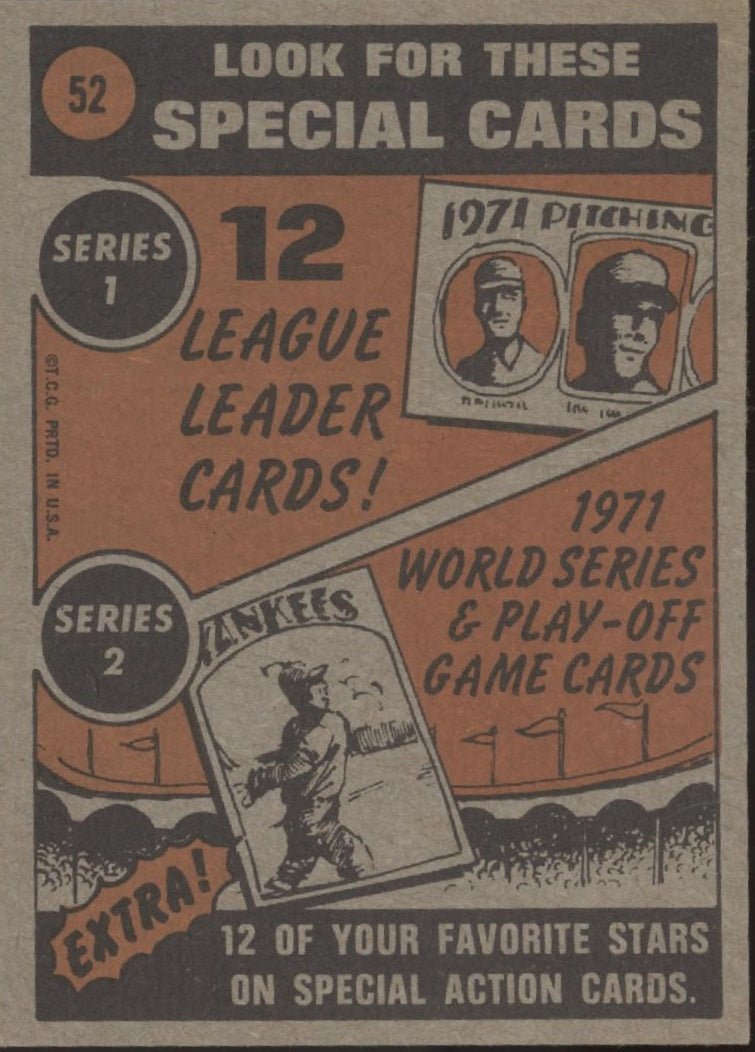 52
LOOK FOR THESE
SPECIAL CARDS
SERIES
1
12
LEAGUE
LEADER
CARDS!
1971 PITCHING
©T.C.G. PRTD. IN U.S.A.
1971
WORLD SERIES
& PLAY-OFF
GAME CARDS
SERIES
2
YANKEES
EXTRA!
12 OF YOUR FAVORITE STARS
ON SPECIAL ACTION CARDS.